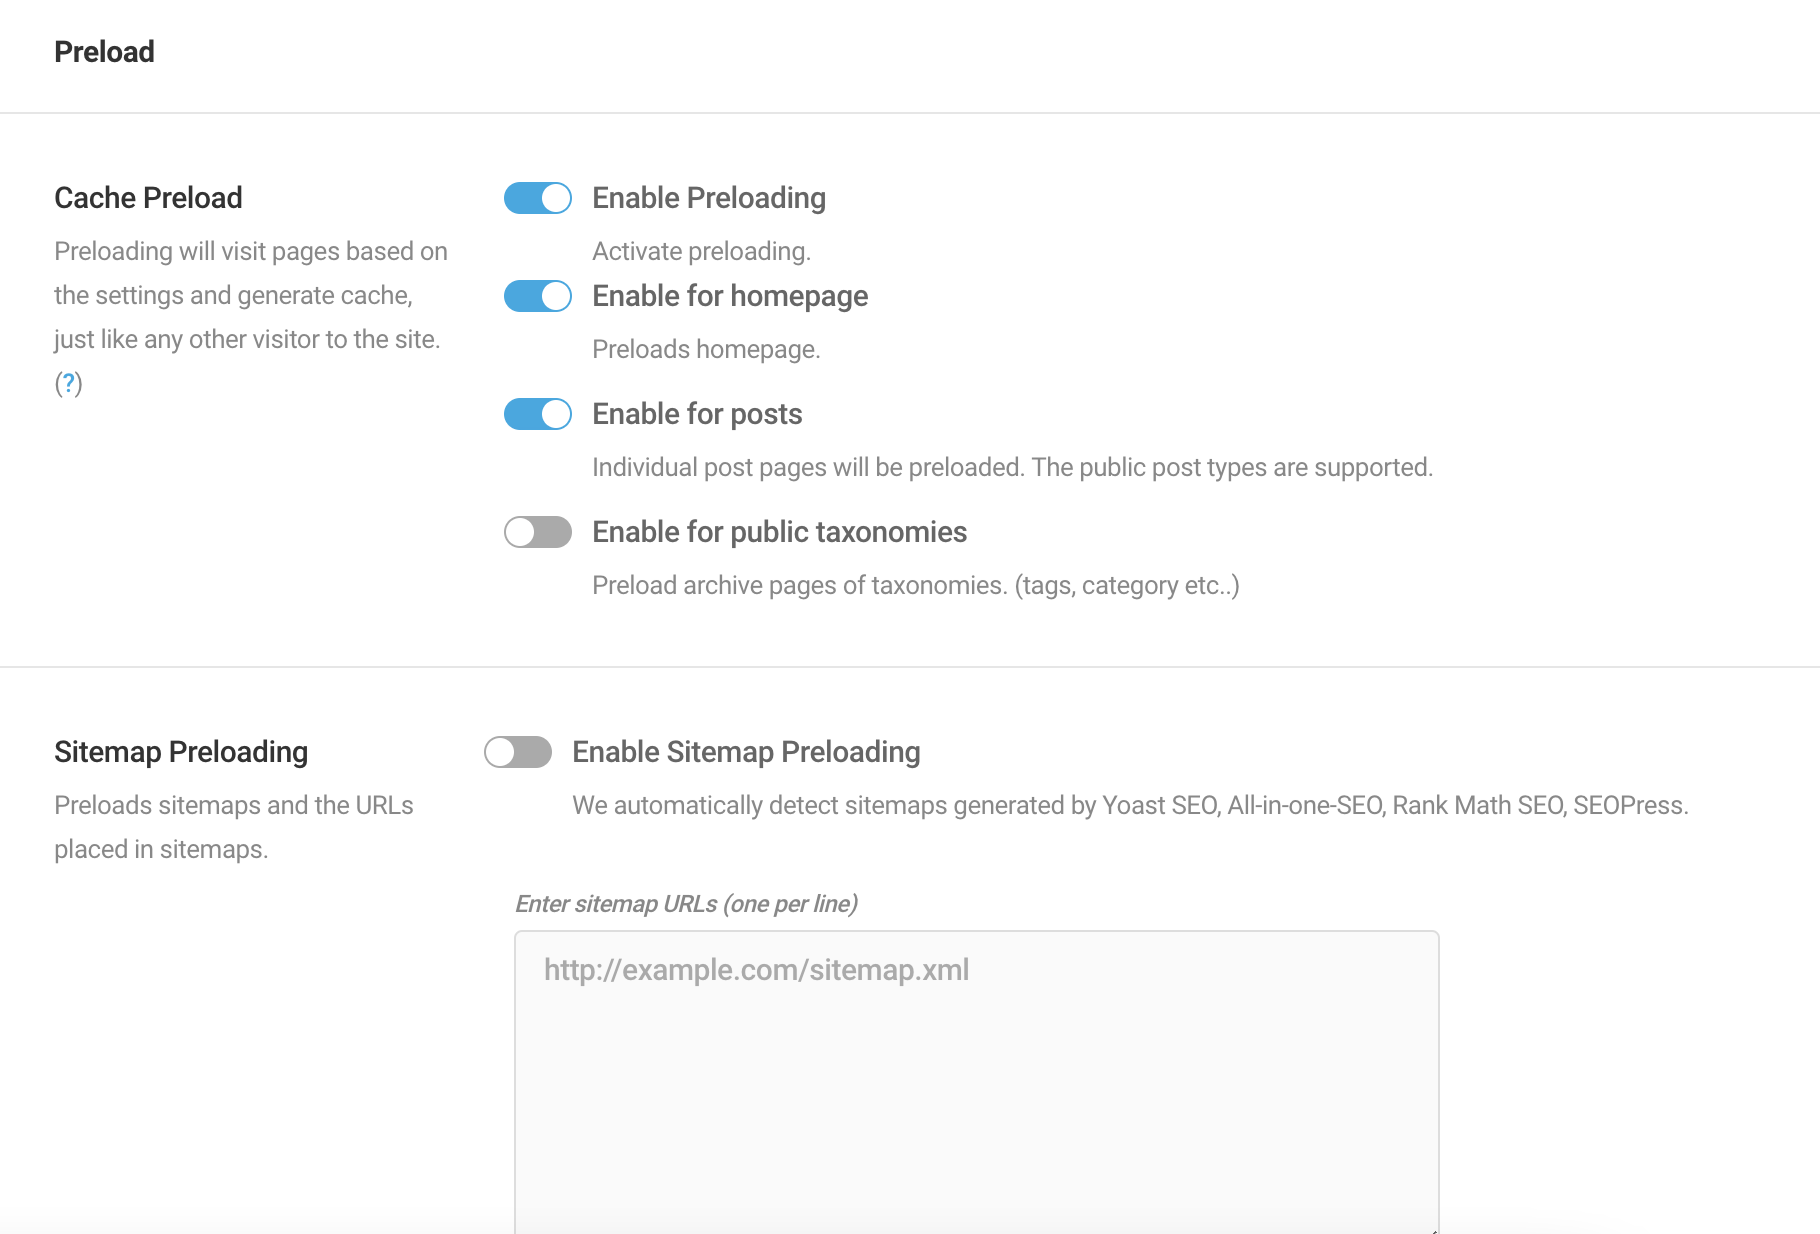 Preload
Cache Preload
Preloading will visit pages based on
the settings and generate cache,
just like any other visitor to the site.
(?)
Enable Preloading
Activate preloading.
Enable for homepage
Preloads homepage.
Enable for posts
Individual post pages will be preloaded. The public post types are supported.
Enable for public taxonomies
Preload archive pages of taxonomies. (tags, category etc..)
Sitemap Preloading
Preloads sitemaps and the URLs
placed in sitemaps.
Enable Sitemap Preloading
We automatically detect sitemaps generated by Yoast SEO, All-in-one-SEO, Rank Math SEO, SEOPress.
Enter sitemap URLs (one per line)
http://example.com/sitemap.xml